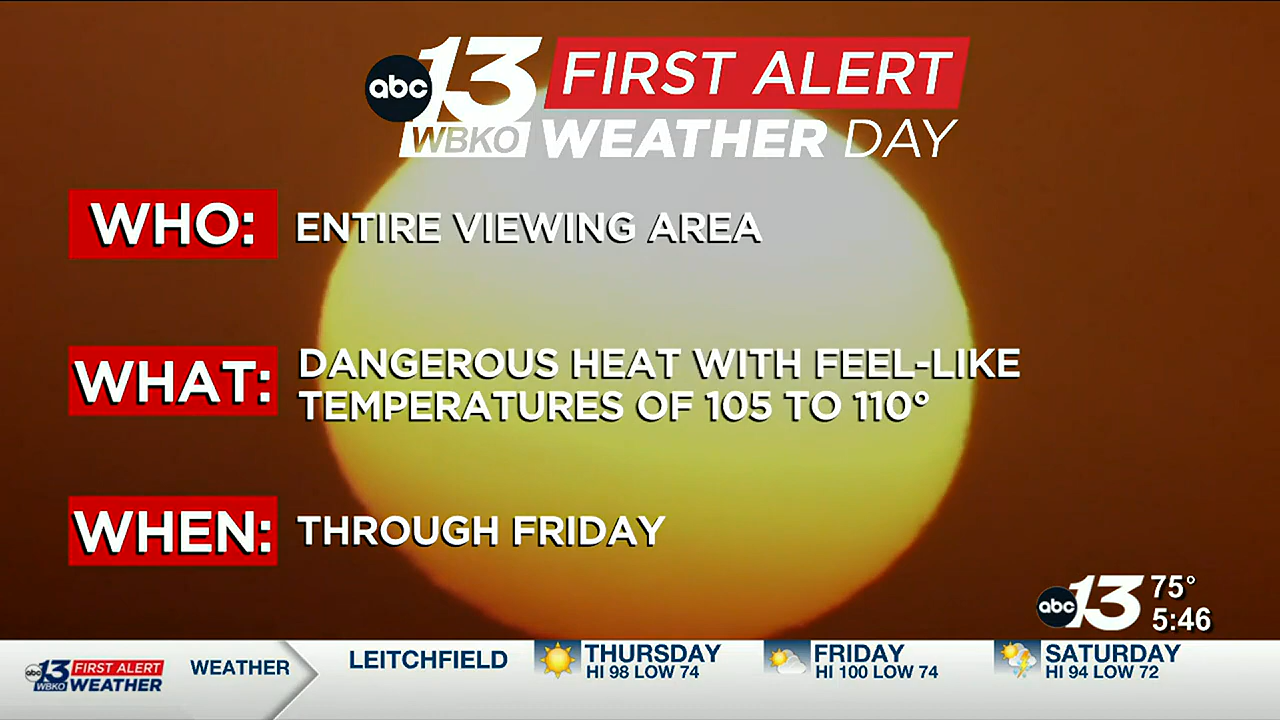 abc 13 FIRST ALERT
WBKO WEATHER DAY
WHO: ENTIRE VIEWING AREA
WHAT: DANGEROUS HEAT WITH FEEL-LIKE
TEMPERATURES OF 105 TO 110°
WHEN: THROUGH FRIDAY
abc 13 75°
5:46
abc 13 FIRST ALERT
WBKO WEATHER
WEATHER
LEITCHFIELD
THURSDAY
HI 98 LOW 74
FRIDAY
HI 100 LOW 74
SATURDAY
HI 94 LOW 72